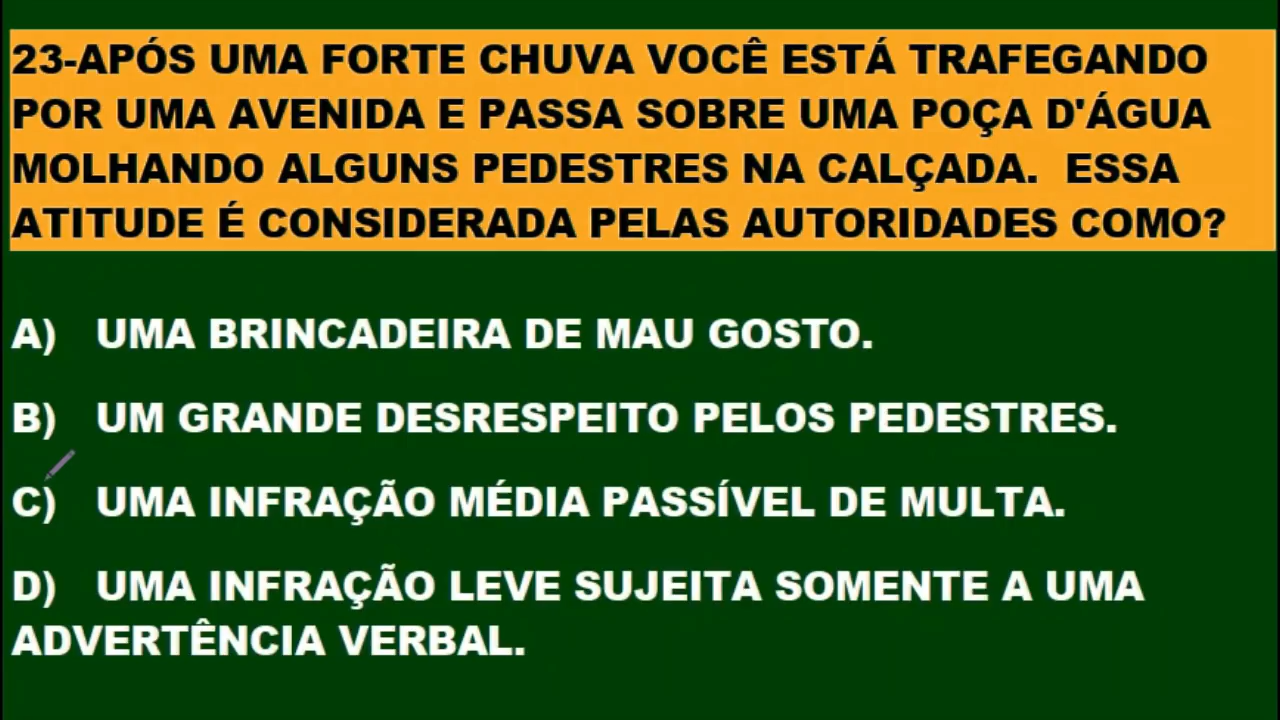 23-APÓS UMA FORTE CHUVA VOCÊ ESTÁ TRAFEGANDO
POR UMA AVENIDA E PASSA SOBRE UMA POÇA D'ÁGUA
MOLHANDO ALGUNS PEDESTRES NA CALÇADA.  ESSA
ATITUDE É CONSIDERADA PELAS AUTORIDADES COMO?
A) UMA BRINCADEIRA DE MAU GOSTO.
B) UM GRANDE DESRESPEITO PELOS PEDESTRES.
C) UMA INFRAÇÃO MÉDIA PASSÍVEL DE MULTA.
D) UMA INFRAÇÃO LEVE SUJEITA SOMENTE A UMA
ADVERTÊNCIA VERBAL.